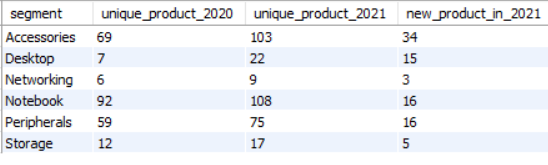 segment unique_product_2020 unique_product_2021 new_product_in_2021
Accessories 69 103 34
Desktop 7 22 15
Networking 6 9 3
Notebook 92 108 16
Peripherals 59 75 16
Storage 12 17 5